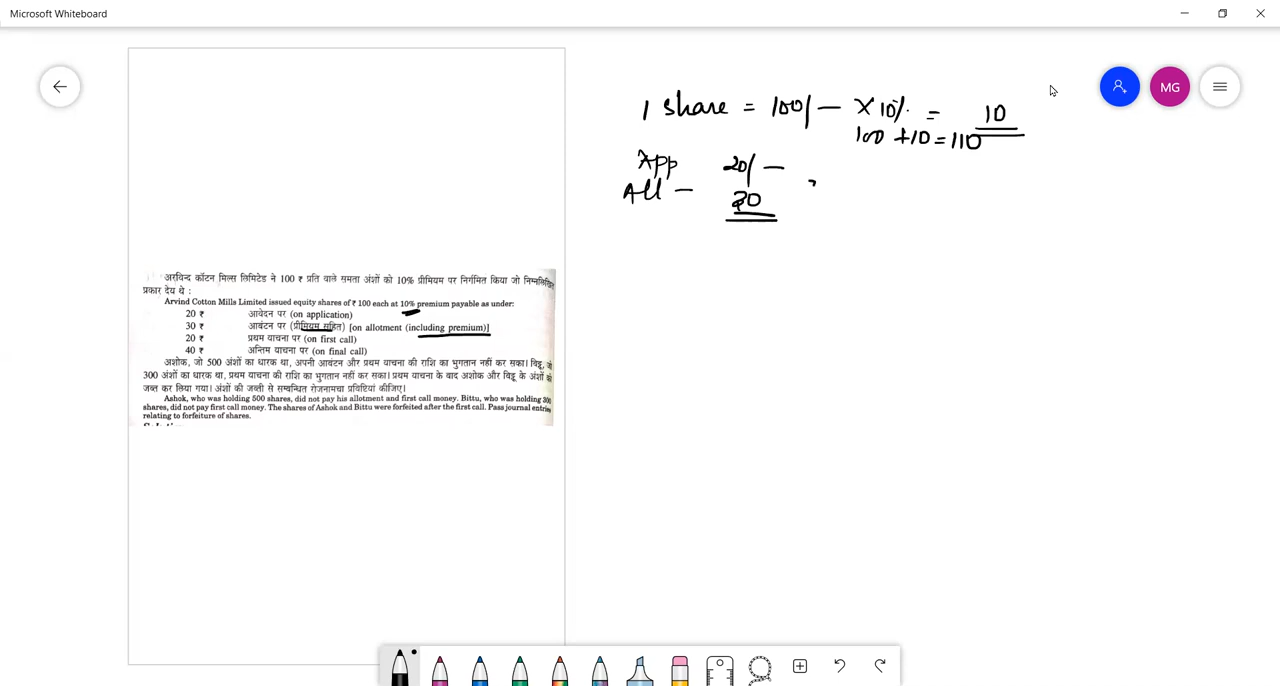 Microsoft Whiteboard
MG
1 share = 100/- × 10% = 10
100 + 10 = 110
App 20/-
All - 30
अरविन्द कॉटन मिल्स लिमिटेड ने 100 ₹ प्रति वाले समता अंशों को 10% प्रीमियम पर निर्गमित किया जो निम्नलिखित
प्रकार देय थे :
Arvind Cotton Mills Limited issued equity shares of ₹ 100 each at 10% premium payable as under:
20 ₹ आवेदन पर (on application)
30 ₹ आबंटन पर (प्रीमियम सहित) [on allotment (including premium)]
20 ₹ प्रथम याचना पर (on first call)
40 ₹ अन्तिम याचना पर (on final call)
अशोक, जो 500 अंशों का धारक था, अपनी आबंटन और प्रथम याचना की राशि का भुगतान नहीं कर सका। बिट्टू, जो
300 अंशों का धारक था, प्रथम याचना की राशि का भुगतान नहीं कर सका। प्रथम याचना के बाद अशोक और बिट्टू के अंशों को
जब्त कर लिया गया। अंशों की जब्ती से सम्बन्धित रोजनामचा प्रविष्टियां कीजिए।
Ashok, who was holding 500 shares, did not pay his allotment and first call money. Bittu, who was holding 300
shares, did not pay first call money. The shares of Ashok and Bittu were forfeited after the first call. Pass journal entries
relating to forfeiture of shares.